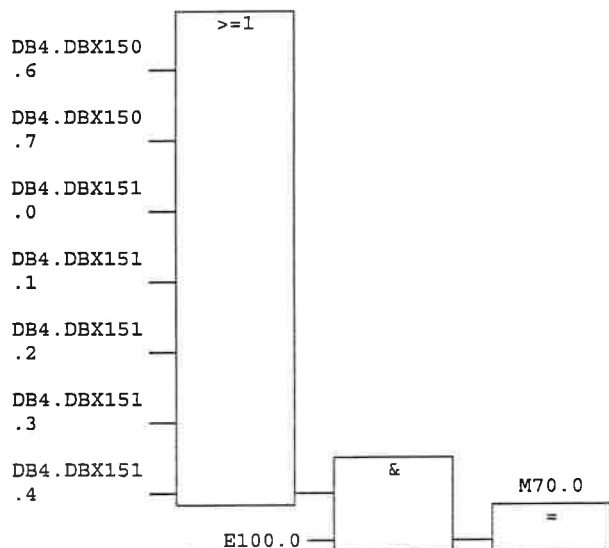 >=1
DB4.DBX150
.6
DB4.DBX150
.7
DB4.DBX151
.0
DB4.DBX151
.1
DB4.DBX151
.2
DB4.DBX151
.3
DB4.DBX151
.4
&
M70.0
=
E100.0